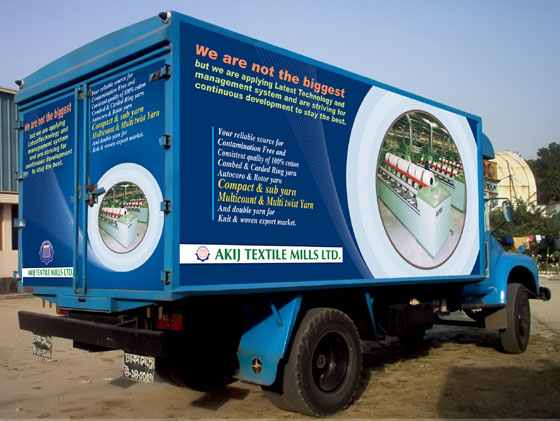 We are not the biggest
but we are applying
LatestTechnology and
management system
and are striving for
continuous development
to stay the best.
Your reliable source for
Contamination Free and
Consistent quality of 100% cotton
Combed & Carded Ring yarn
Autocoro & Rotor yarn
Compact & sub yarn
Multicount & Multi twist Yarn
And double yarn for
Knit & woven export market.
AKIJ TEXTILE MILLS LTD.
We are not the biggest
but we are applying Latest Technology and
management system and are striving for
continuous development to stay the best.
Your reliable source for
Contamination Free and
Consistent quality of 100% cotton
Combed & Carded Ring yarn
Autocoro & Rotor yarn
Compact & sub yarn
Multicount & Multi twist Yarn
And double yarn for
Knit & woven export market.
AKIJ TEXTILE MILLS LTD.
ঢাকা মেট্রো